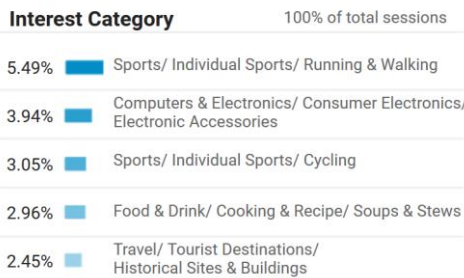 Interest Category 100% of total sessions
5.49% Sports/ Individual Sports/ Running & Walking
3.94% Computers & Electronics/ Consumer Electronics/
Electronic Accessories
3.05% Sports/ Individual Sports/ Cycling
2.96% Food & Drink/ Cooking & Recipe/ Soups & Stews
2.45% Travel/ Tourist Destinations/
Historical Sites & Buildings